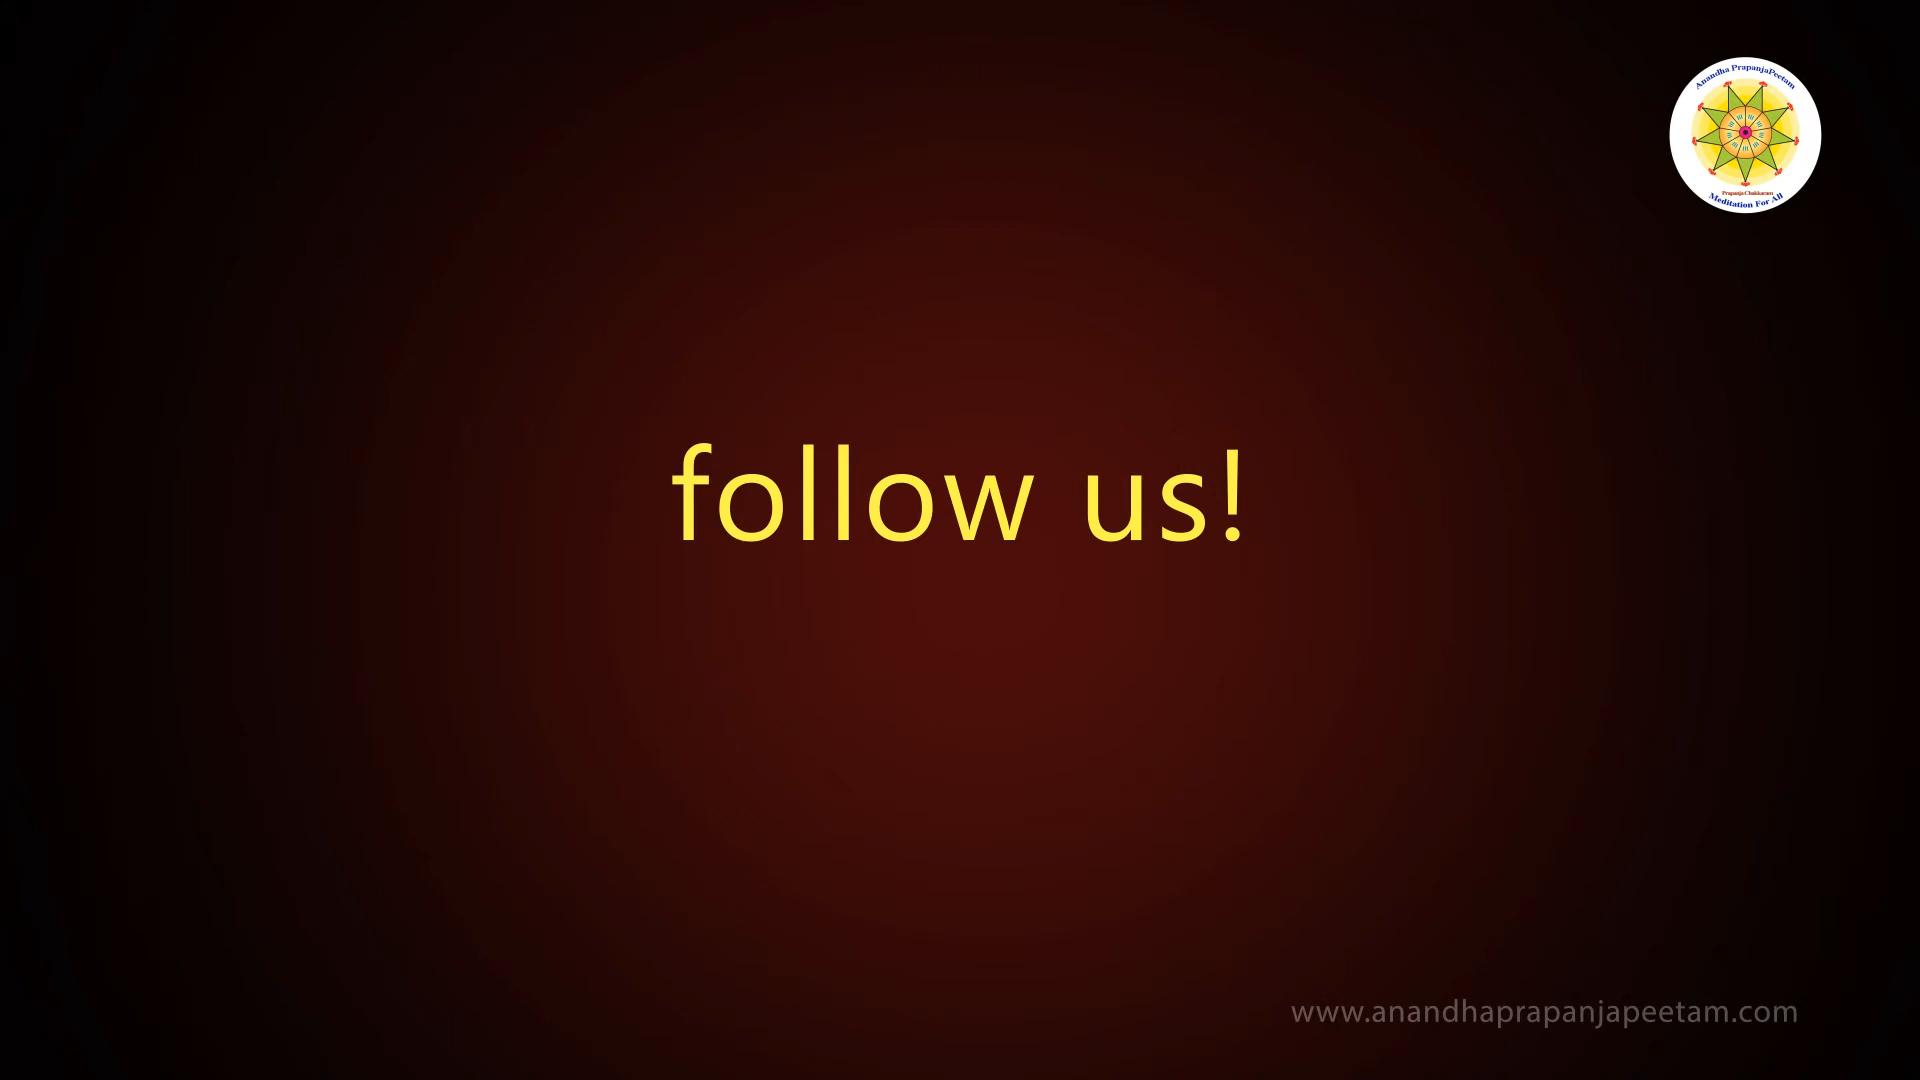 Anandha PrapanjaPeetam
Prapanja Chakkaram
Meditation For All
follow us!
www.anandhaprapanjapeetam.com